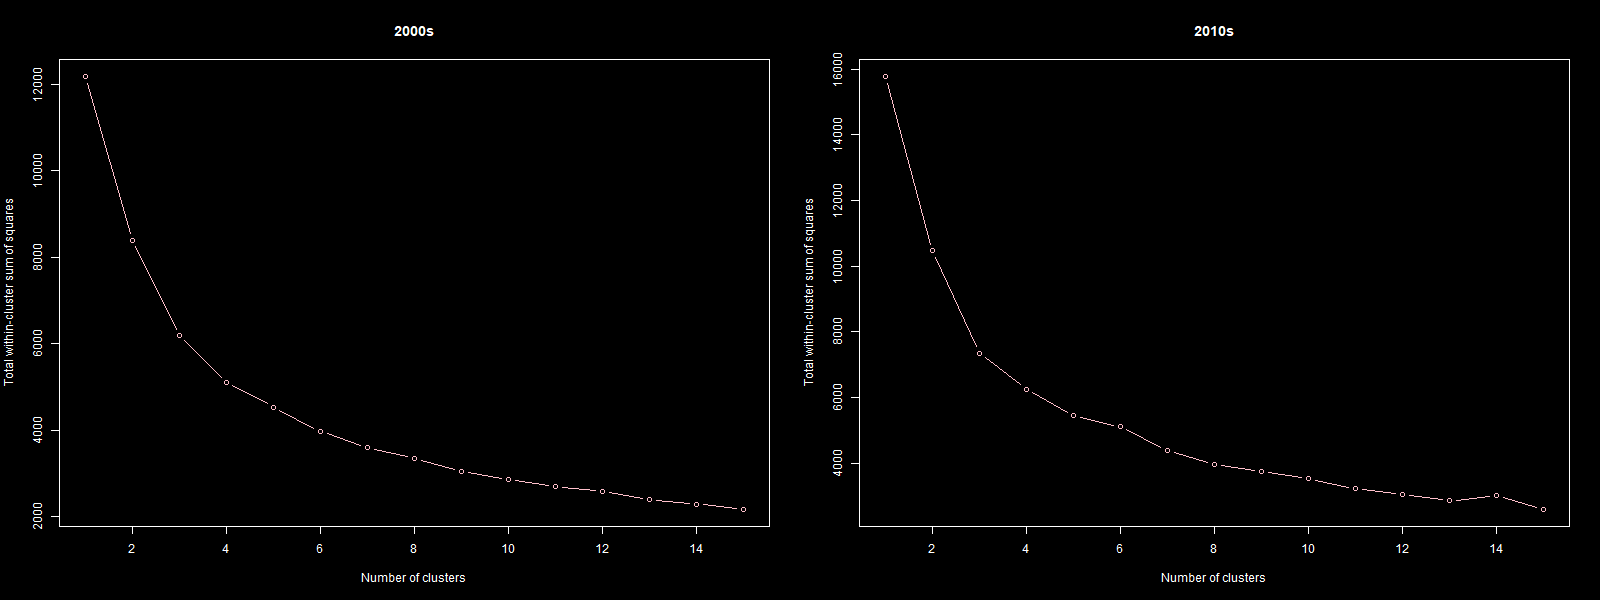 2000s
Total within-cluster sum of squares
12000
10000
8000
6000
4000
2000
2 4 6 8 10 12 14
Number of clusters
2010s
Total within-cluster sum of squares
16000
14000
12000
10000
8000
6000
4000
2 4 6 8 10 12 14
Number of clusters